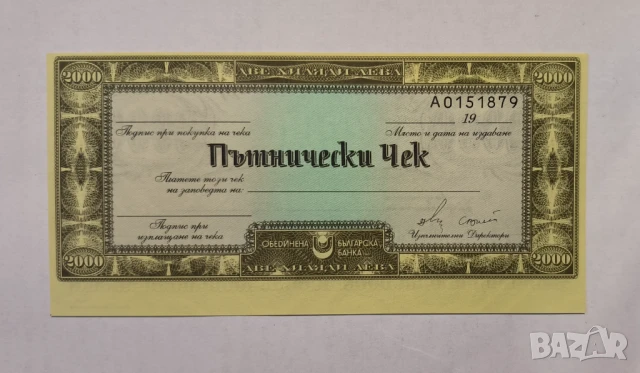 2000 ДВЕ ХИЛЯДИ ЛЕВА 2000
А0151879
19
Подпис при покупка на чека
Място и дата на издаване
Пътнически Чек
Платете този чек
на заповедта на:
Подпис при
изплащане на чека
ОБЕДИНЕНА БЪЛГАРСКА
БАНКА
Изпълнителни Директори
2000 ДВЕ ХИЛЯДИ ЛЕВА 2000
BAZAR